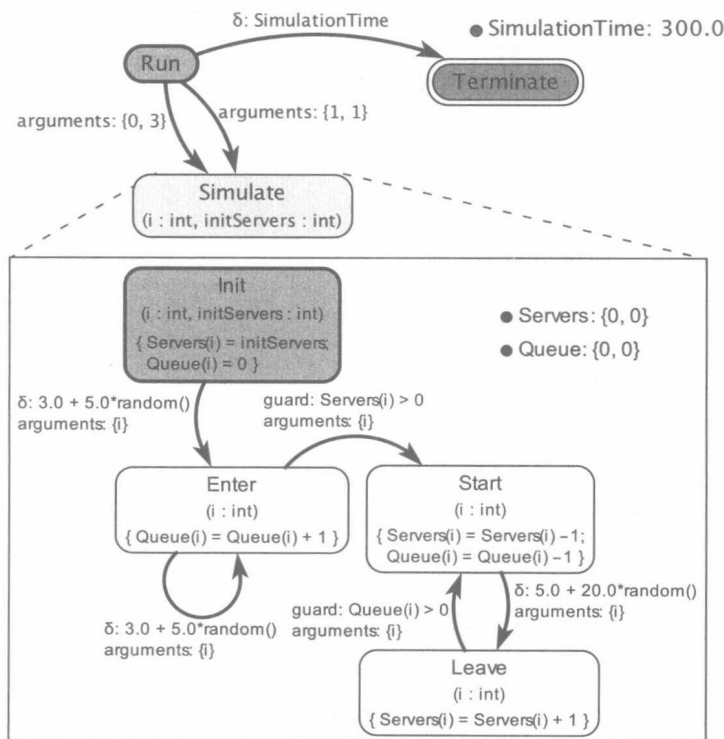 δ: SimulationTime
● SimulationTime: 300.0
Run
Terminate
arguments: {0, 3}
arguments: {1, 1}
Simulate
(i : int, initServers : int)
Init
(i : int, initServers : int)
{ Servers(i) = initServers;
Queue(i) = 0 }
● Servers: {0, 0}
● Queue: {0, 0}
δ: 3.0 + 5.0*random()
arguments: {i}
guard: Servers(i) > 0
arguments: {i}
Enter
(i : int)
{ Queue(i) = Queue(i) + 1 }
Start
(i : int)
{ Servers(i) = Servers(i) −1;
Queue(i) = Queue(i) −1 }
δ: 3.0 + 5.0*random()
arguments: {i}
guard: Queue(i) > 0
arguments: {i}
δ: 5.0 + 20.0*random()
arguments: {i}
Leave
(i : int)
{ Servers(i) = Servers(i) + 1 }